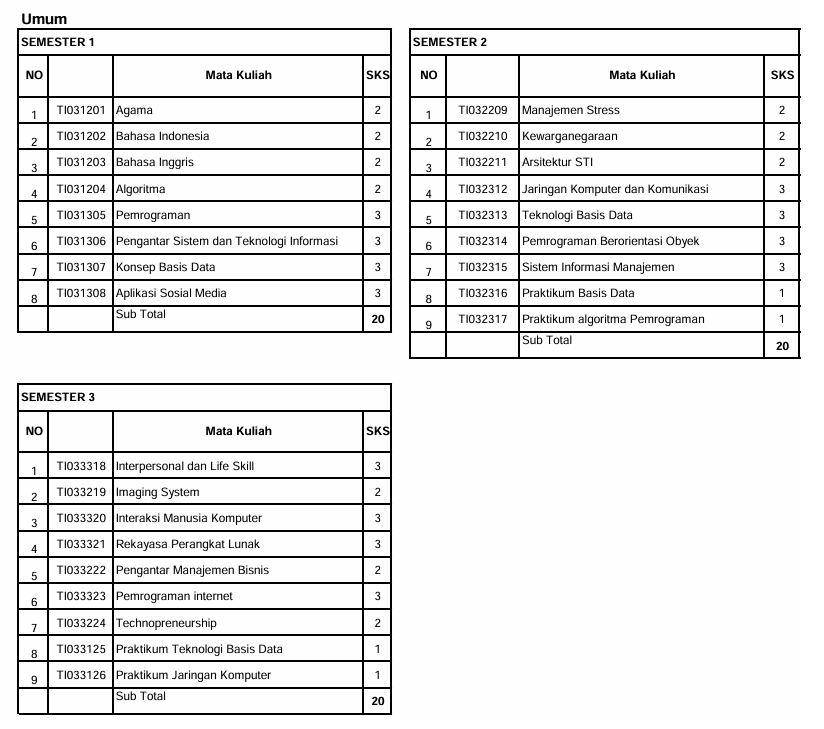 Umum
SEMESTER 1
NO Mata Kuliah SKS
1 TI031201 Agama 2
2 TI031202 Bahasa Indonesia 2
3 TI031203 Bahasa Inggris 2
4 TI031204 Algoritma 2
5 TI031305 Pemrograman 3
6 TI031306 Pengantar Sistem dan Teknologi Informasi 3
7 TI031307 Konsep Basis Data 3
8 TI031308 Aplikasi Sosial Media 3
Sub Total 20
SEMESTER 2
NO Mata Kuliah SKS
1 TI032209 Manajemen Stress 2
2 TI032210 Kewarganegaraan 2
3 TI032211 Arsitektur STI 2
4 TI032312 Jaringan Komputer dan Komunikasi 3
5 TI032313 Teknologi Basis Data 3
6 TI032314 Pemrograman Berorientasi Obyek 3
7 TI032315 Sistem Informasi Manajemen 3
8 TI032316 Praktikum Basis Data 1
9 TI032317 Praktikum algoritma Pemrograman 1
Sub Total 20
SEMESTER 3
NO Mata Kuliah SKS
1 TI033318 Interpersonal dan Life Skill 3
2 TI033219 Imaging System 2
3 TI033320 Interaksi Manusia Komputer 3
4 TI033321 Rekayasa Perangkat Lunak 3
5 TI033222 Pengantar Manajemen Bisnis 2
6 TI033323 Pemrograman internet 3
7 TI033224 Technopreneurship 2
8 TI033125 Praktikum Teknologi Basis Data 1
9 TI033126 Praktikum Jaringan Komputer 1
Sub Total 20